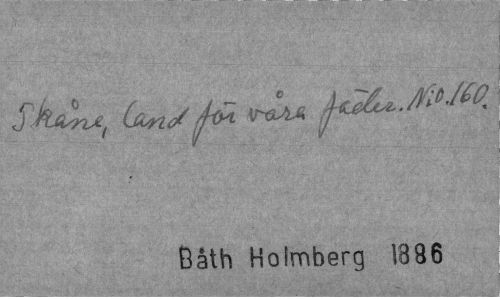 Skåne, land för våra fäder. N:o. 160.
Båth Holmberg 1886